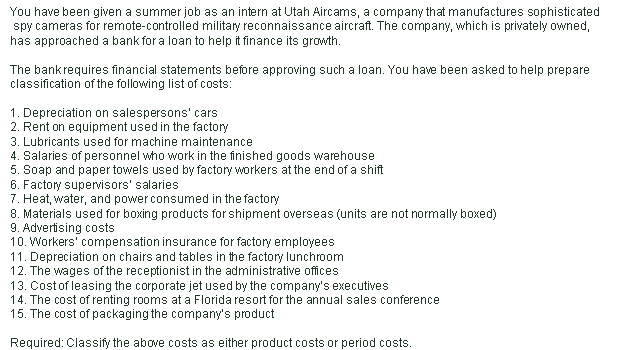 You have been given a summer job as an intern at Utah Aircams, a company that manufactures sophisticated
spy cameras for remote-controlled military reconnaissance aircraft. The company, which is privately owned,
has approached a bank for a loan to help it finance its growth.
The bank requires financial statements before approving such a loan. You have been asked to help prepare
classification of the following list of costs:
1. Depreciation on salespersons' cars
2. Rent on equipment used in the factory
3. Lubricants used for machine maintenance
4. Salaries of personnel who work in the finished goods warehouse
5. Soap and paper towels used by factory workers at the end of a shift
6. Factory supervisors' salaries
7. Heat, water, and power consumed in the factory
8. Materials used for boxing products for shipment overseas (units are not normally boxed)
9. Advertising costs
10. Workers' compensation insurance for factory employees
11. Depreciation on chairs and tables in the factory lunchroom
12. The wages of the receptionist in the administrative offices
13. Cost of leasing the corporate jet used by the company's executives
14. The cost of renting rooms at a Florida resort for the annual sales conference
15. The cost of packaging the company's product
Required: Classify the above costs as either product costs or period costs.